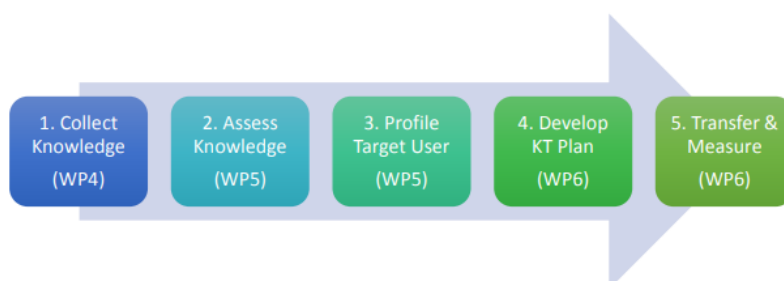 1. Collect
Knowledge
(WP4)
2. Assess
Knowledge
(WP5)
3. Profile
Target User
(WP5)
4. Develop
KT Plan
(WP6)
5. Transfer &
Measure
(WP6)